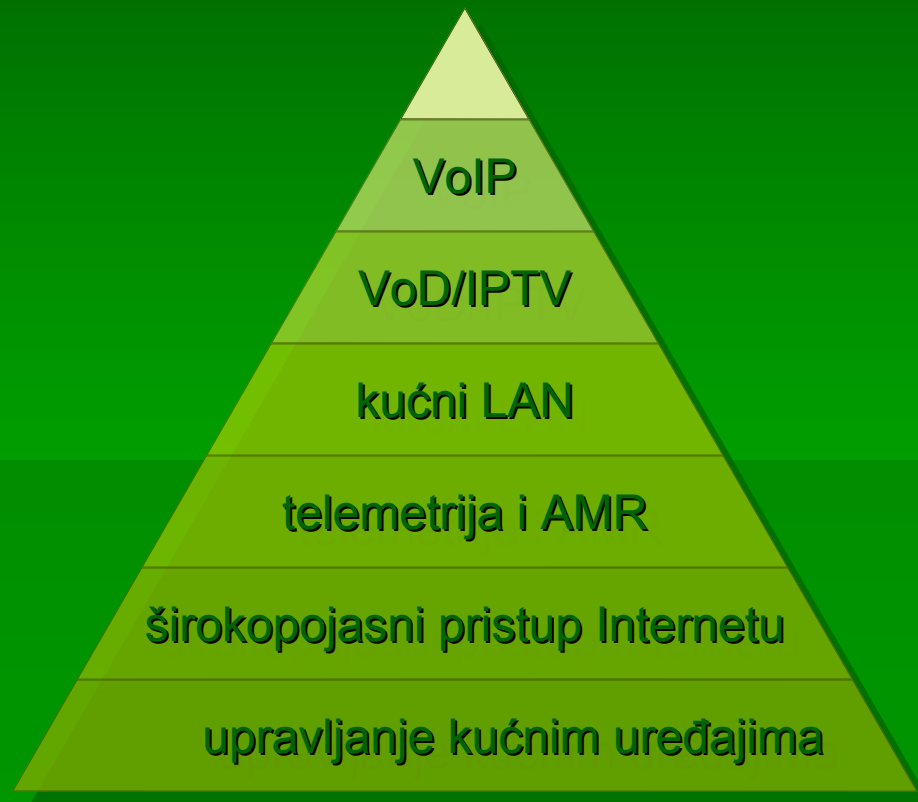 VoIP
VoD/IPTV
kućni LAN
telemetrija i AMR
širokopojasni pristup Internetu
upravljanje kućnim uređajima